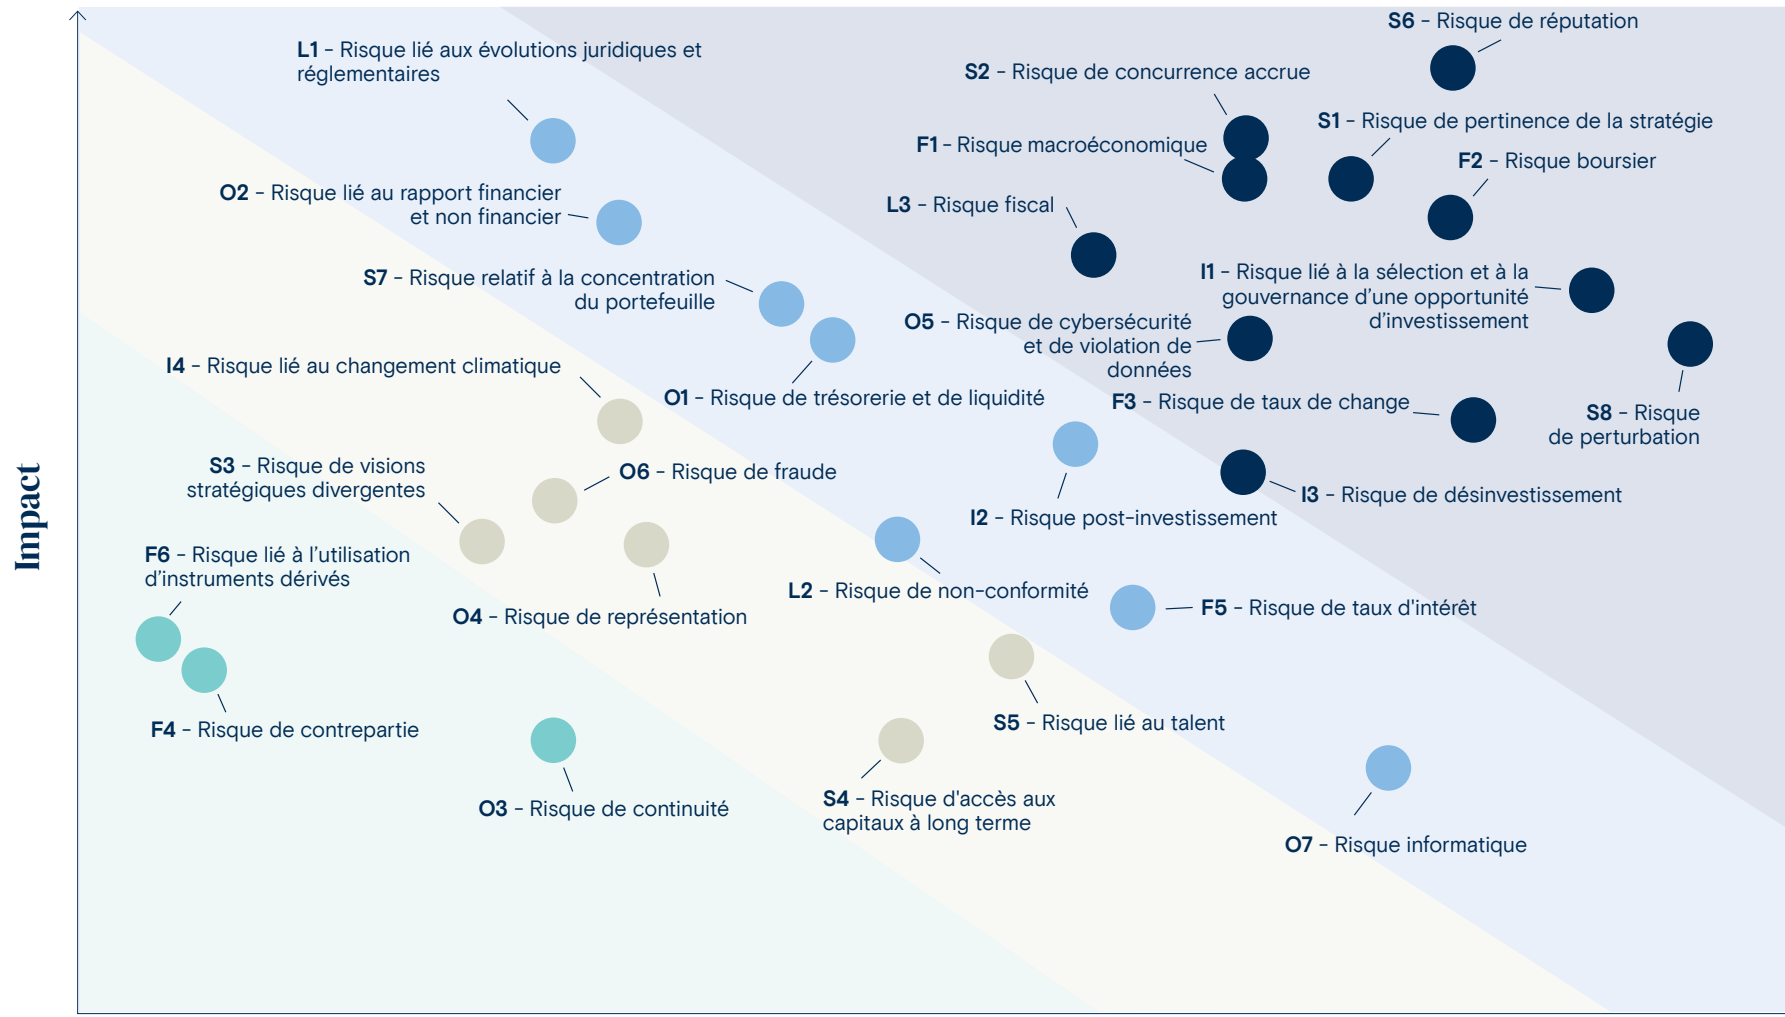 S6 - Risque de réputation
L1 - Risque lié aux évolutions juridiques et
réglementaires
S2 - Risque de concurrence accrue
S1 - Risque de pertinence de la stratégie
F1 - Risque macroéconomique
F2 - Risque boursier
O2 - Risque lié au rapport financier
et non financier
L3 - Risque fiscal
S7 - Risque relatif à la concentration
du portefeuille
I1 - Risque lié à la sélection et à la
gouvernance d’une opportunité
d’investissement
O5 - Risque de cybersécurité
et de violation de
données
I4 - Risque lié au changement climatique
O1 - Risque de trésorerie et de liquidité
F3 - Risque de taux de change
S8 - Risque
de perturbation
S3 - Risque de visions
stratégiques divergentes
O6 - Risque de fraude
I3 - Risque de désinvestissement
I2 - Risque post-investissement
Impact
F6 - Risque lié à l’utilisation
d’instruments dérivés
L2 - Risque de non-conformité
F5 - Risque de taux d'intérêt
O4 - Risque de représentation
S5 - Risque lié au talent
F4 - Risque de contrepartie
S4 - Risque d'accès aux
capitaux à long terme
O3 - Risque de continuité
O7 - Risque informatique